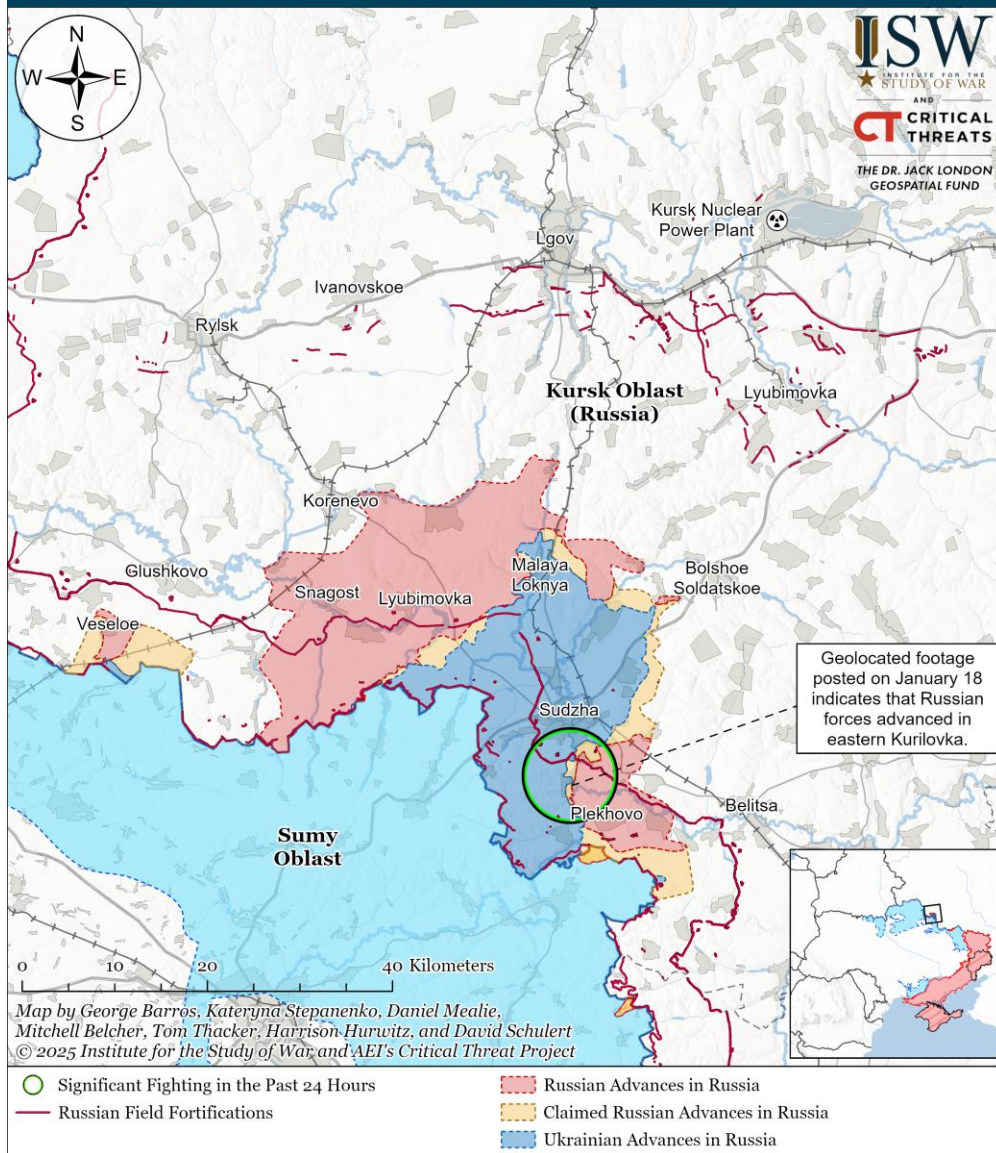 N
W E
S
ISW
INSTITUTE FOR THE
STUDY OF WAR
AND
CT CRITICAL
THREATS
THE DR. JACK LONDON
GEOSPATIAL FUND
Kursk Nuclear
Power Plant
Lgov
Ivanovskoe
Rylsk
Kursk Oblast
(Russia)
Lyubimovka
Korenevo
Glushkovo
Malaya
Loknya
Bolshoe
Soldatskoe
Snagost
Lyubimovka
Veseloe
Geolocated footage
posted on January 18
indicates that Russian
forces advanced in
eastern Kurilovka.
Sudzha
Plekhovo
Belitsa
Sumy
Oblast
0 10 20 40 Kilometers
Map by George Barros, Kateryna Stepanenko, Daniel Mealie,
Mitchell Belcher, Tom Thacker, Harrison Hurwitz, and David Schulert
© 2025 Institute for the Study of War and AEI's Critical Threat Project
Significant Fighting in the Past 24 Hours
Russian Field Fortifications
Russian Advances in Russia
Claimed Russian Advances in Russia
Ukrainian Advances in Russia